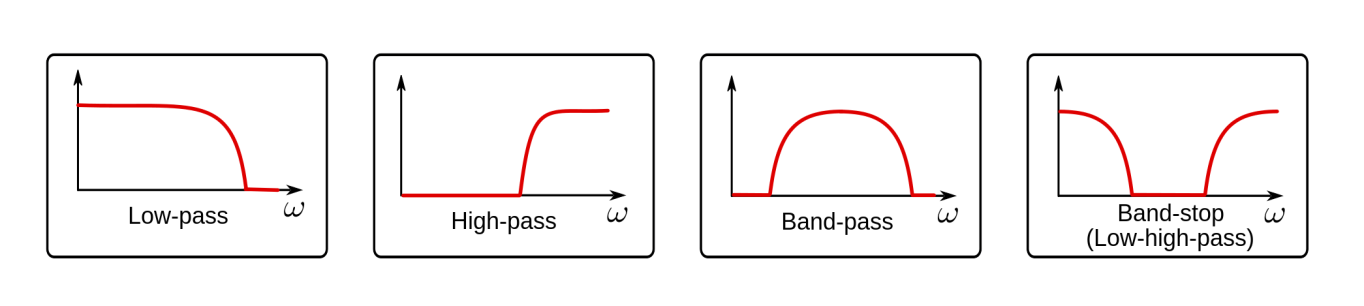 ω
Low-pass
ω
High-pass
ω
Band-pass
ω
Band-stop
(Low-high-pass)